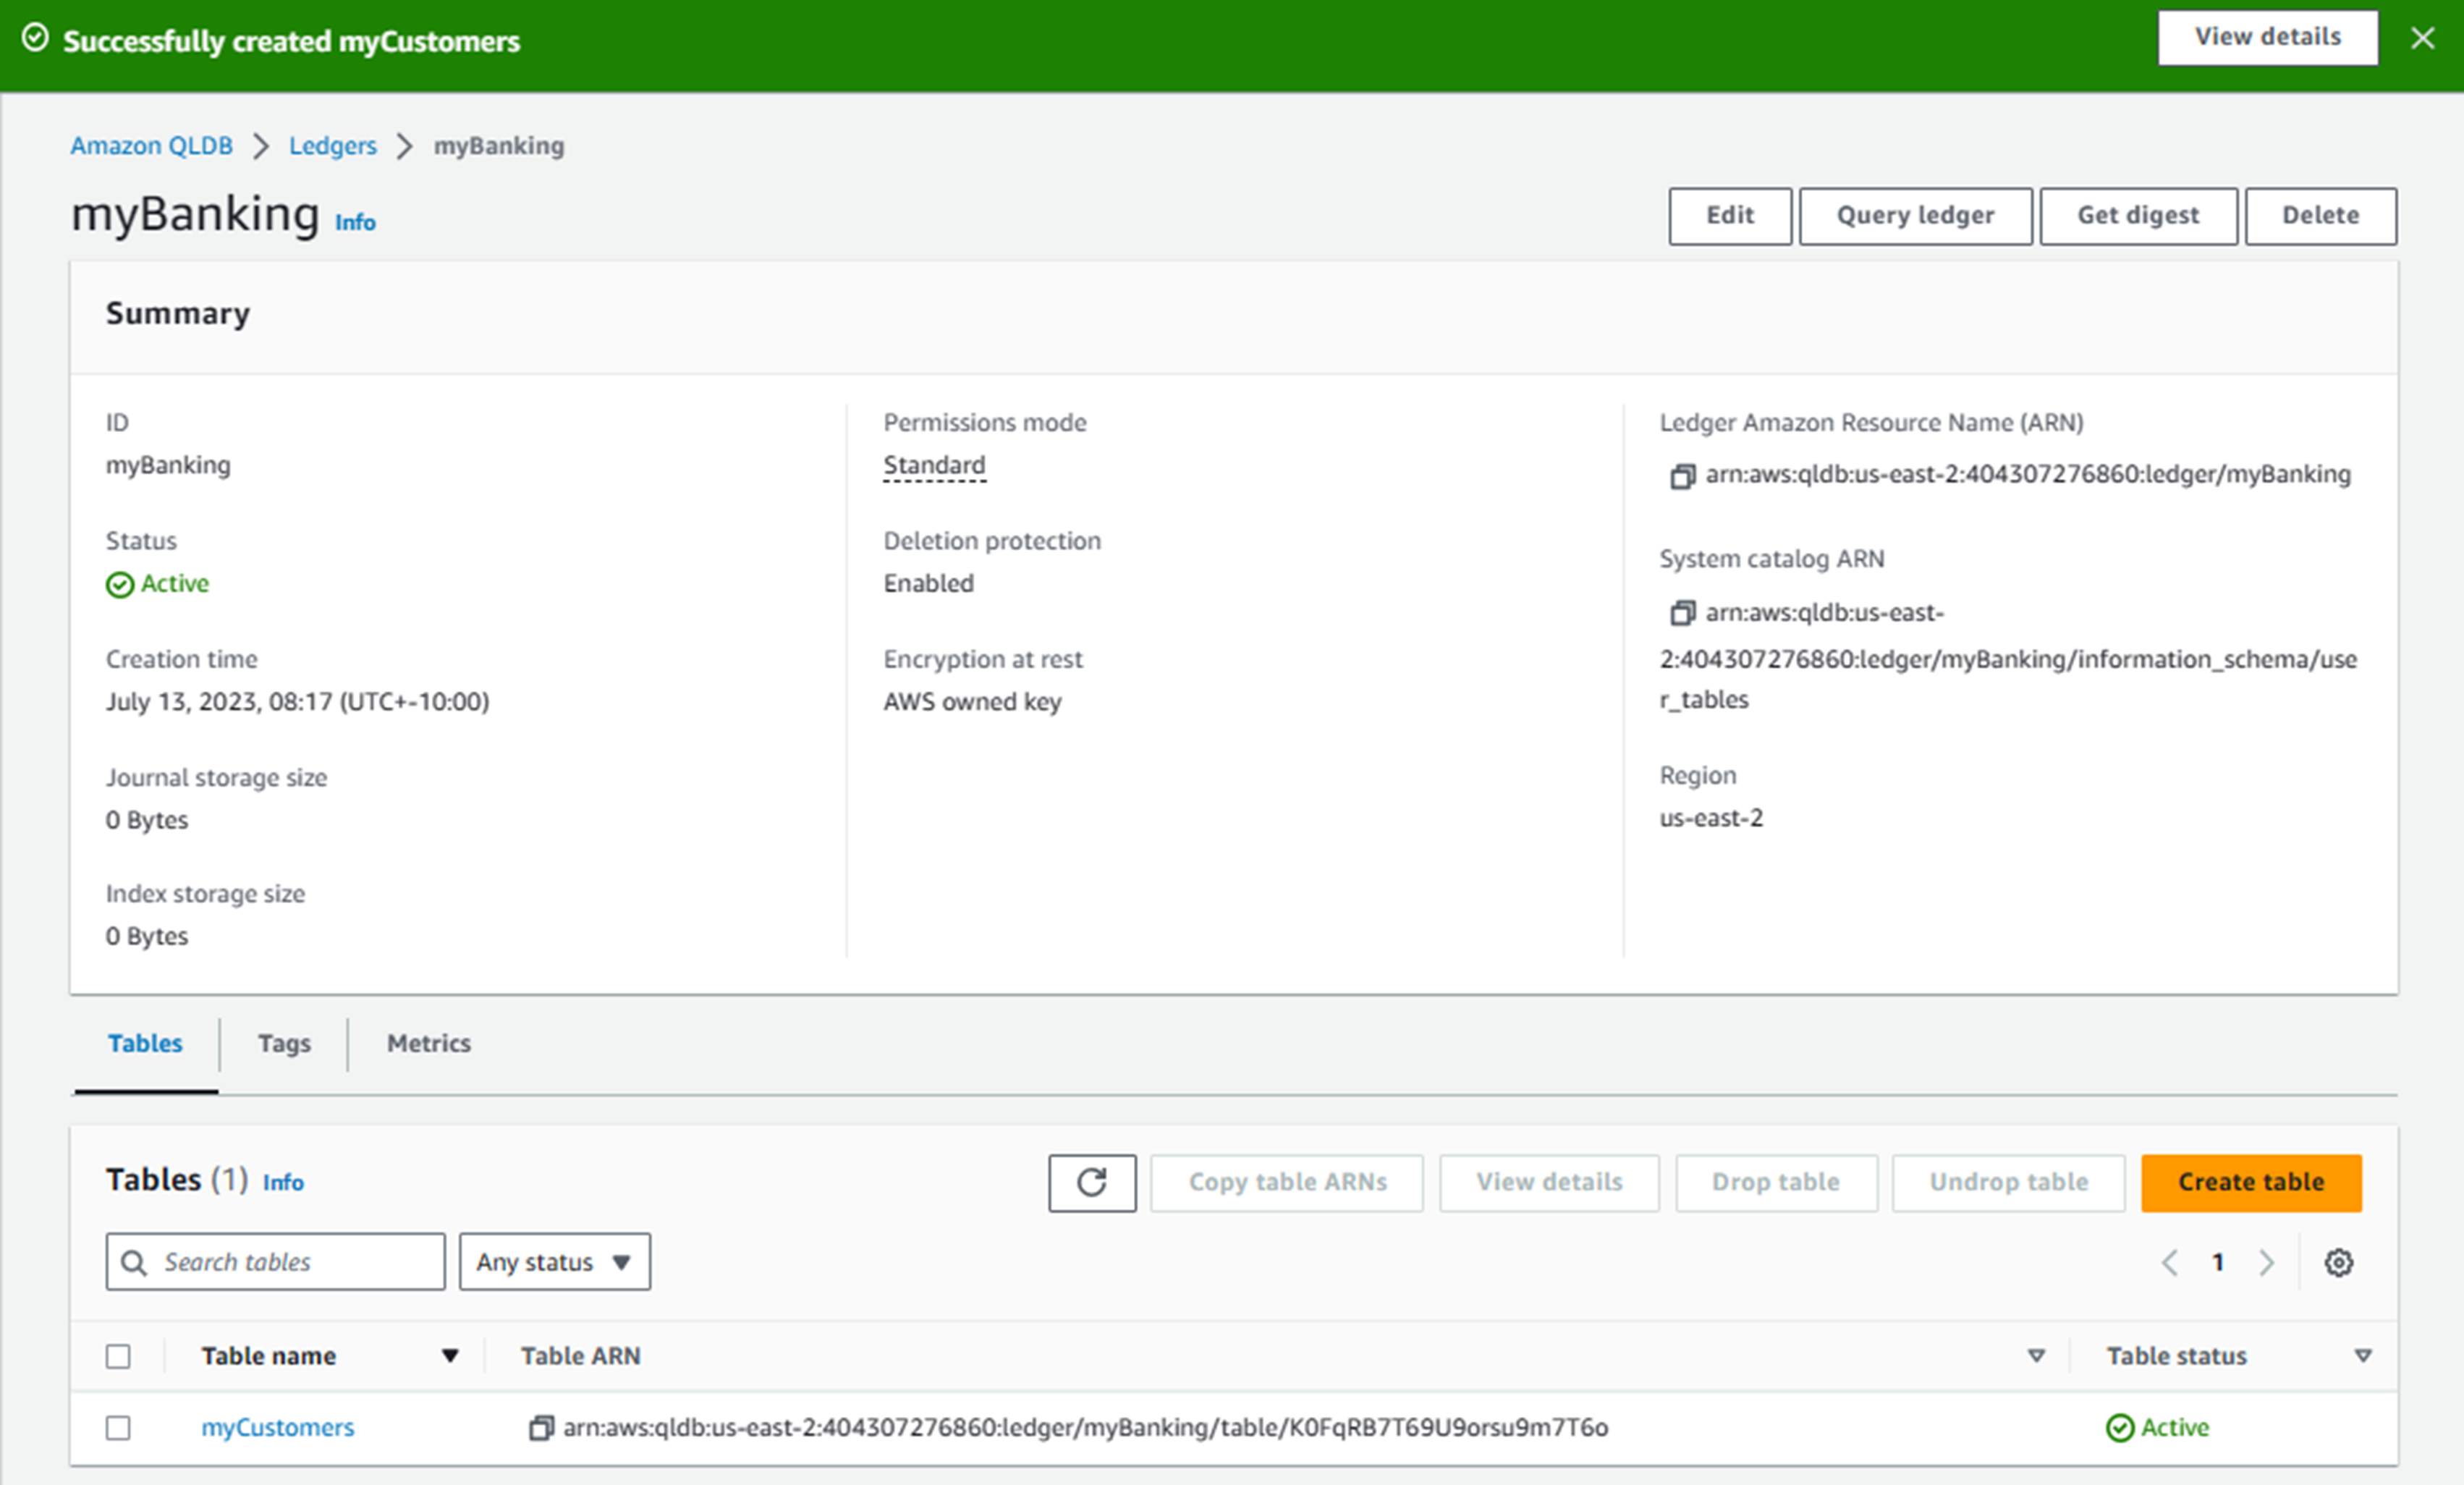 Successfully created myCustomers
View details
Amazon QLDB > Ledgers > myBanking
myBanking Info
Edit
Query ledger
Get digest
Delete
Summary
ID
myBanking
Status
Active
Creation time
July 13, 2023, 08:17 (UTC+-10:00)
Journal storage size
0 Bytes
Index storage size
0 Bytes
Permissions mode
Standard
Deletion protection
Enabled
Encryption at rest
AWS owned key
Ledger Amazon Resource Name (ARN)
arn:aws:qldb:us-east-2:404307276860:ledger/myBanking
System catalog ARN
arn:aws:qldb:us-east-
2:404307276860:ledger/myBanking/information_schema/use
r_tables
Region
us-east-2
Tables
Tags
Metrics
Tables (1) Info
Copy table ARNs
View details
Drop table
Undrop table
Create table
Search tables
Any status
1
Table name
Table ARN
Table status
myCustomers
arn:aws:qldb:us-east-2:404307276860:ledger/myBanking/table/K0FqRB7T69U9orsu9m7T6o
Active